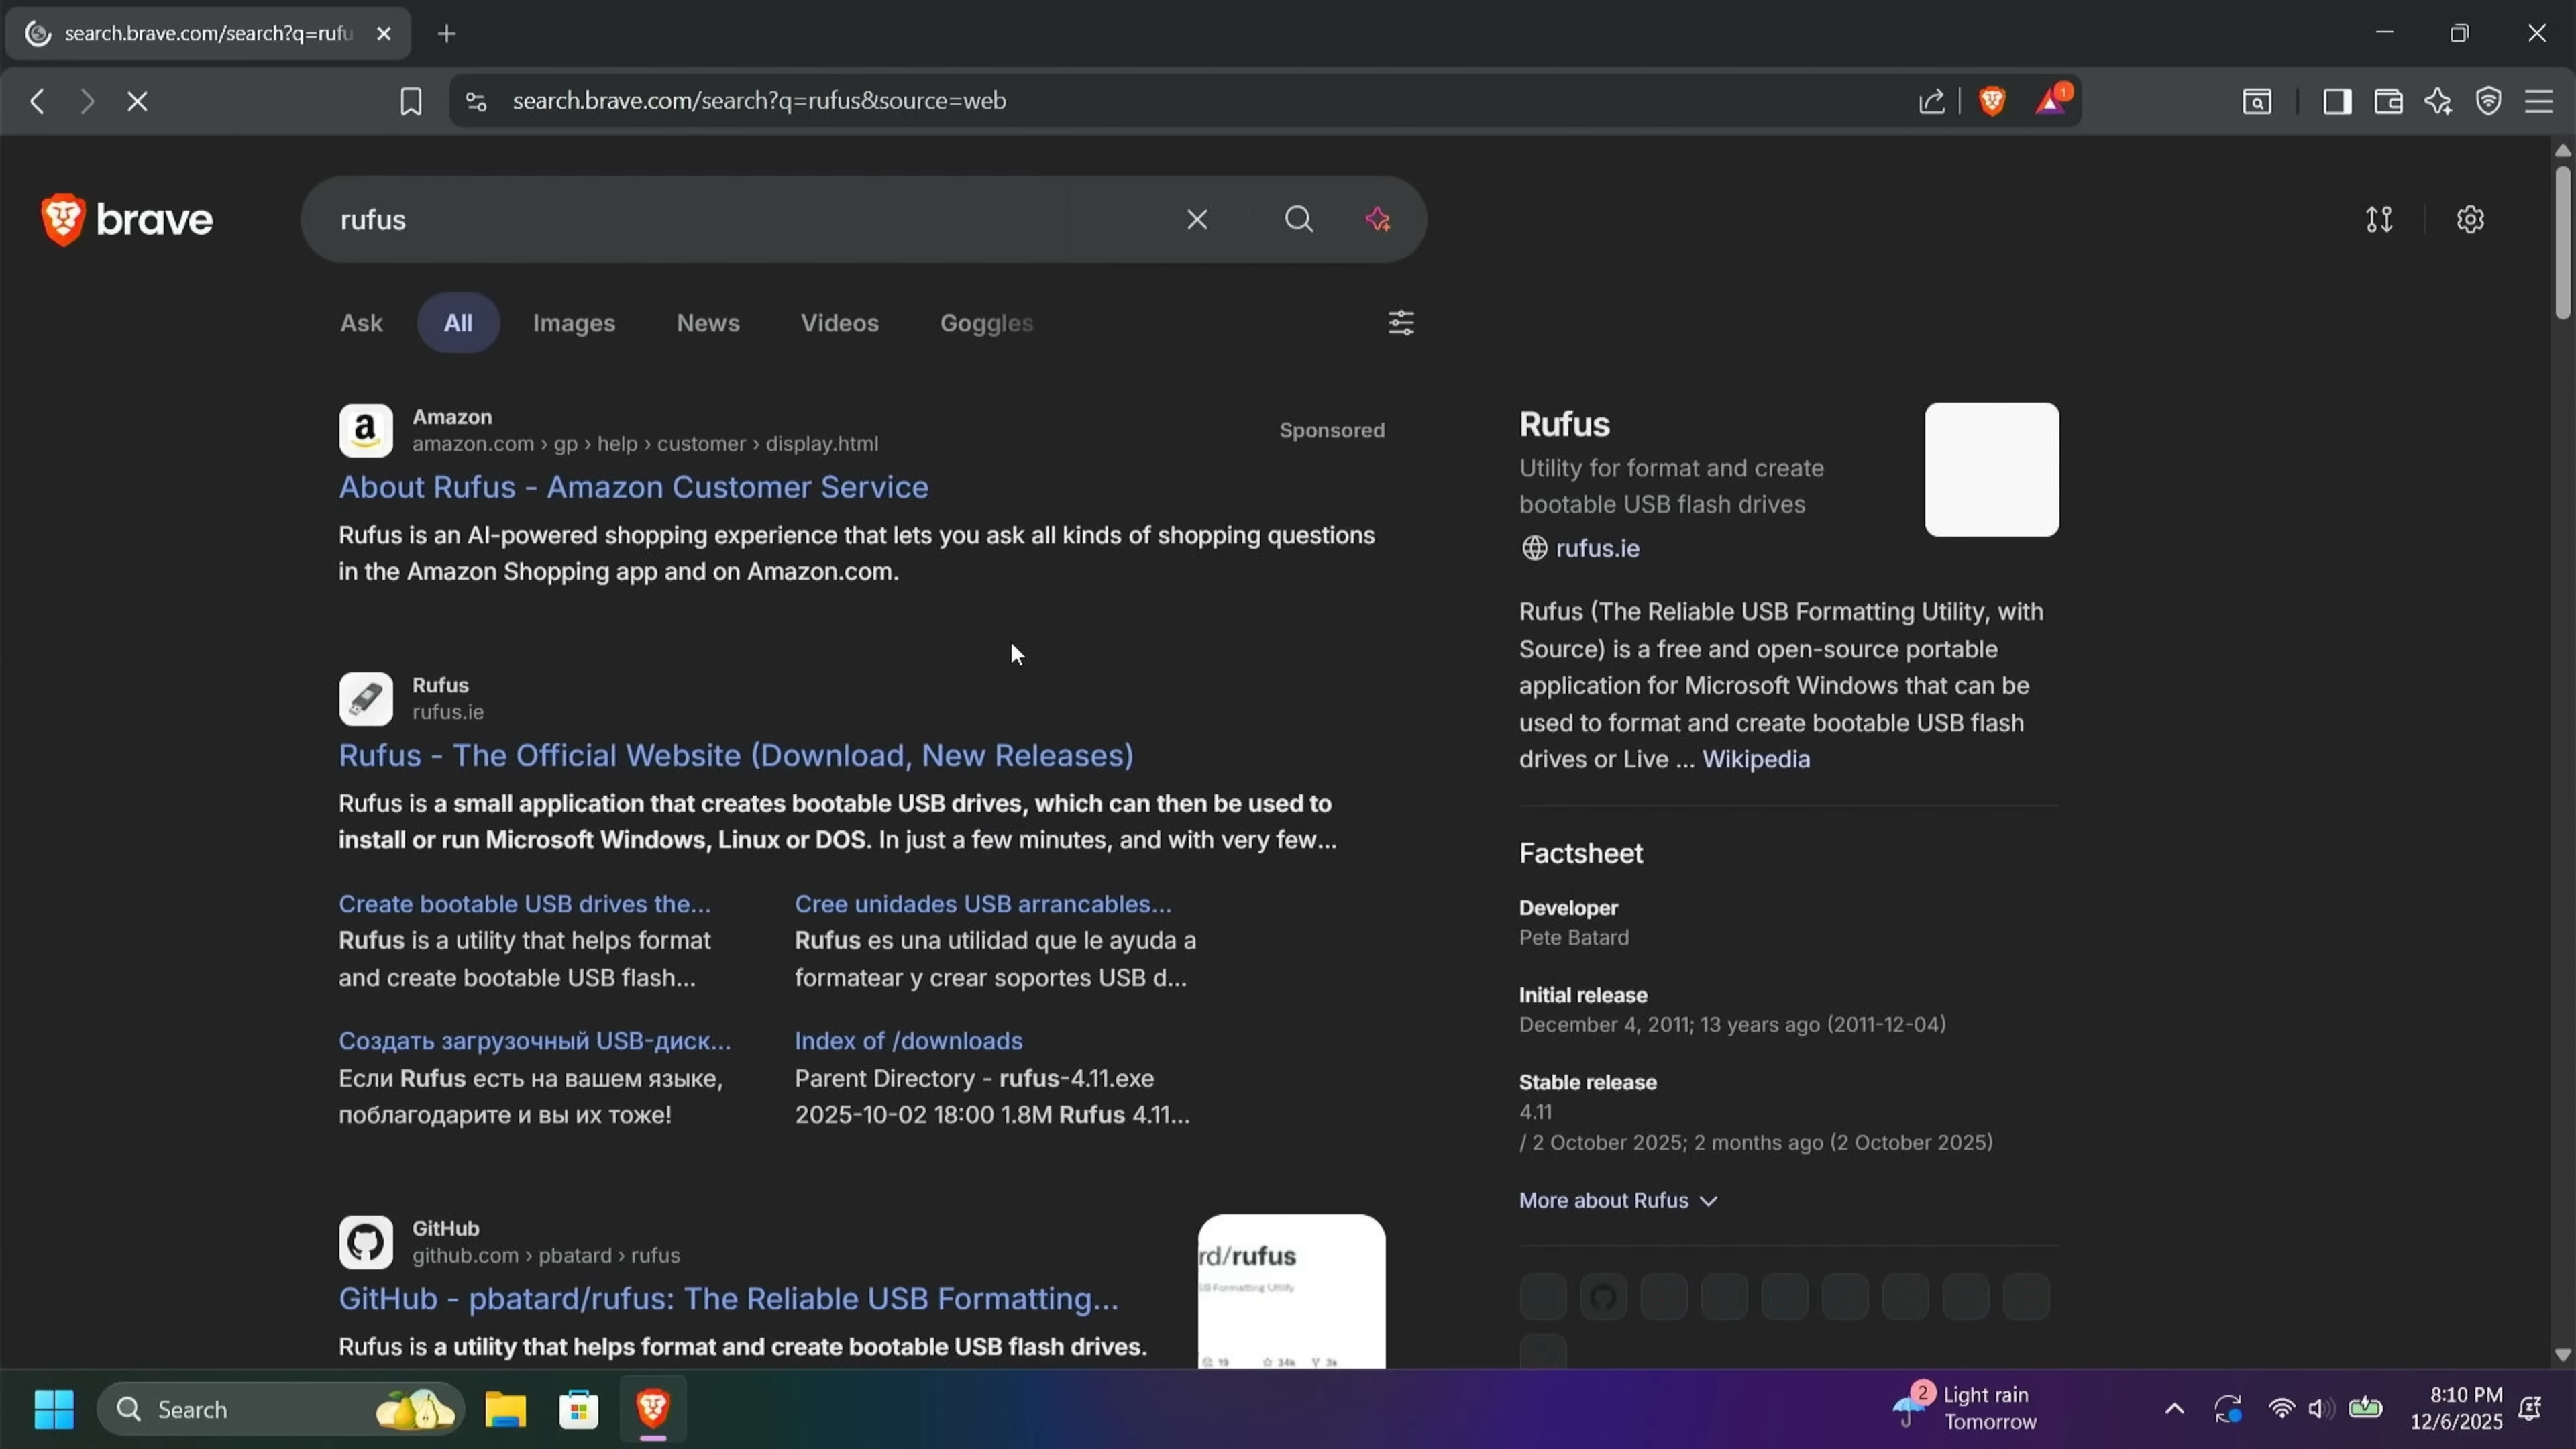 search.brave.com/search?q=rufu
search.brave.com/search?q=rufus&source=web
1
brave
rufus
Ask
All
Images
News
Videos
Goggles
a
Amazon
amazon.com › gp › help › customer › display.html
Sponsored
About Rufus - Amazon Customer Service
Rufus is an AI-powered shopping experience that lets you ask all kinds of shopping questions
in the Amazon Shopping app and on Amazon.com.
Rufus
rufus.ie
Rufus - The Official Website (Download, New Releases)
Rufus is a small application that creates bootable USB drives, which can then be used to
install or run Microsoft Windows, Linux or DOS. In just a few minutes, and with very few...
Create bootable USB drives the...
Rufus is a utility that helps format
and create bootable USB flash...
Cree unidades USB arrancables...
Rufus es una utilidad que le ayuda a
formatear y crear soportes USB d...
Создать загрузочный USB-диск...
Если Rufus есть на вашем языке,
поблагодарите и вы их тоже!
Index of /downloads
Parent Directory - rufus-4.11.exe
2025-10-02 18:00 1.8M Rufus 4.11...
GitHub
github.com › pbatard › rufus
GitHub - pbatard/rufus: The Reliable USB Formatting...
Rufus is a utility that helps format and create bootable USB flash drives.
rd/rufus
SB Formatting Utility
19
34k
3k
Rufus
Utility for format and create
bootable USB flash drives
rufus.ie
Rufus (The Reliable USB Formatting Utility, with
Source) is a free and open-source portable
application for Microsoft Windows that can be
used to format and create bootable USB flash
drives or Live ... Wikipedia
Factsheet
Developer
Pete Batard
Initial release
December 4, 2011; 13 years ago (2011-12-04)
Stable release
4.11
/ 2 October 2025; 2 months ago (2 October 2025)
More about Rufus
Search
2
Light rain
Tomorrow
8:10 PM
12/6/2025